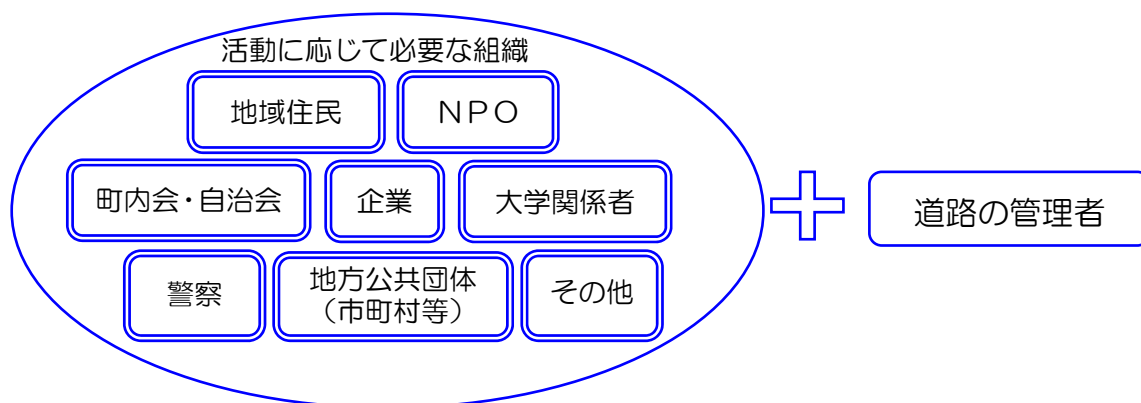 活動に応じて必要な組織
地域住民
ＮＰＯ
町内会・自治会
企業
大学関係者
道路の管理者
警察
地方公共団体
（市町村等）
その他